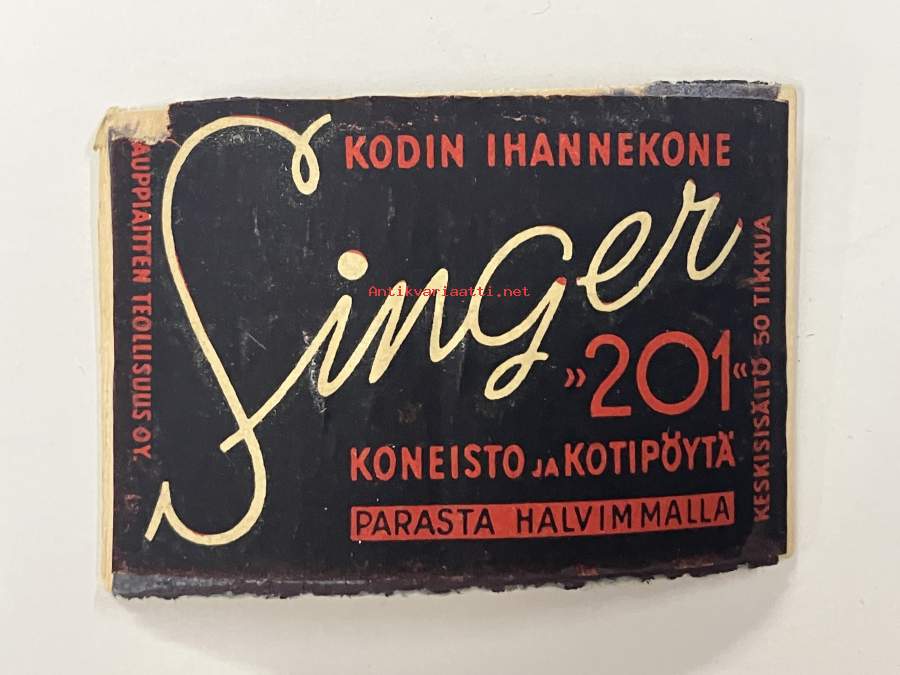 KODIN IHANNEKONE
Singer
»201«
KONEISTO JA KOTIPÖYTÄ
PARASTA HALVIMMALLA
AUPPIAITTEN TEOLLISUUS OY.
KESKISISÄLTÖ 50 TIKKUA
Antikvariaatti.net